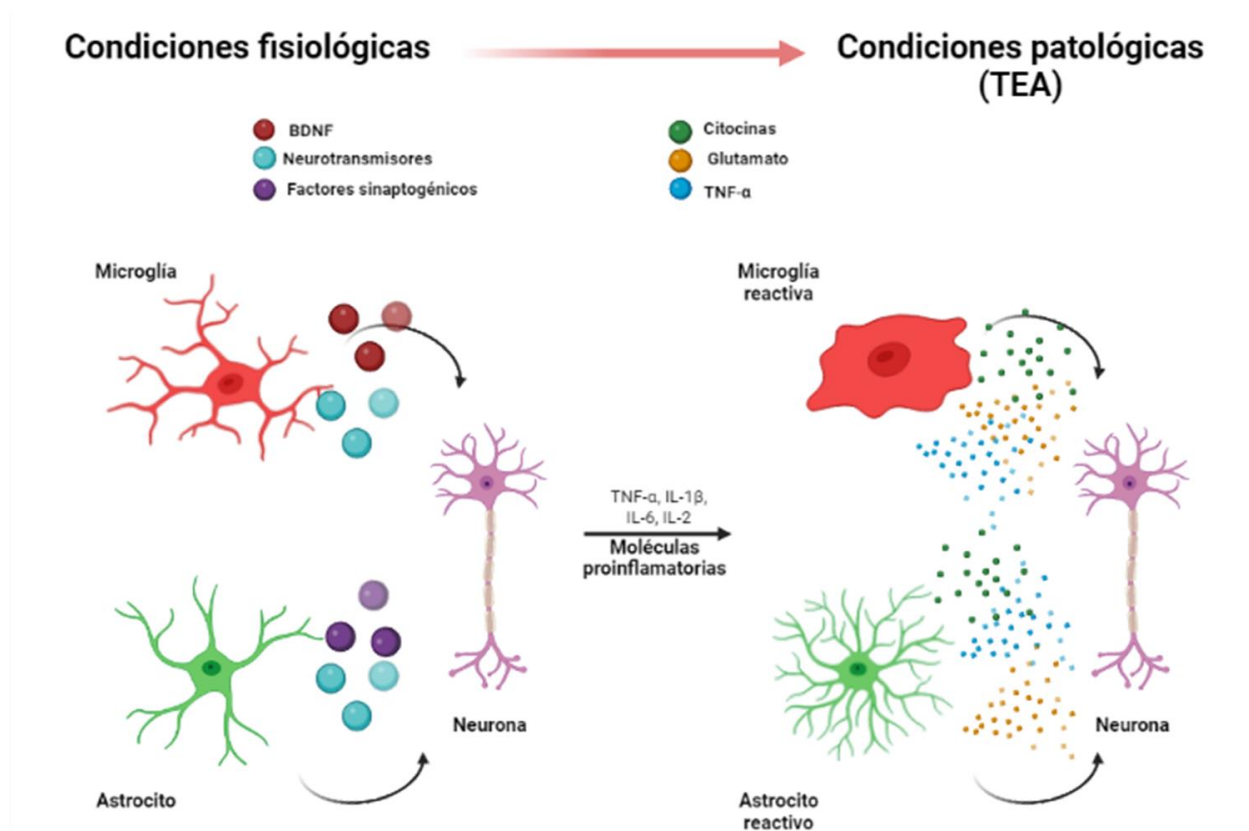 Condiciones fisiológicas
Condiciones patológicas
(TEA)
BDNF
Neurotransmisores
Factores sinaptogénicos
Citocinas
Glutamato
TNF-α
Microglía
Microglía
reactiva
TNF-α, IL-1β,
IL-6, IL-2
Moléculas
proinflamatorias
Neurona
Neurona
Astrocito
Astrocito
reactivo